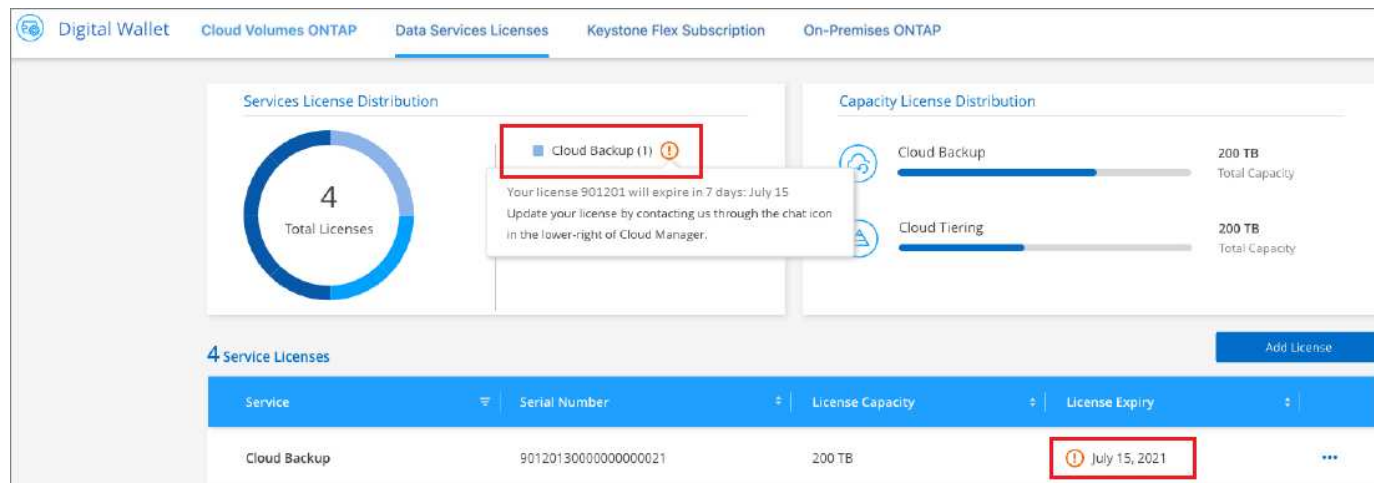 Digital Wallet Cloud Volumes ONTAP Data Services Licenses Keystone Flex Subscription On-Premises ONTAP
Services License Distribution
4
Total Licenses
Cloud Backup (1)
Your license 901201 will expire in 7 days: July 15
Update your license by contacting us through the chat icon
in the lower-right of Cloud Manager.
Capacity License Distribution
Cloud Backup
200 TB
Total Capacity
Cloud Tiering
200 TB
Total Capacity
4 Service Licenses
Add License
Service Serial Number License Capacity License Expiry
Cloud Backup 90120130000000000021 200 TB July 15, 2021